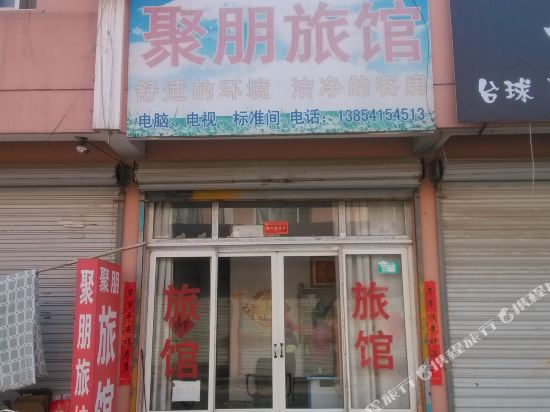 聚朋旅馆
舒适的环境 洁净的客房
电脑、电视、标准间 电话：13854154513
台球
旅馆
旅馆
聚朋旅馆
聚朋旅馆
携程旅行
携程旅行